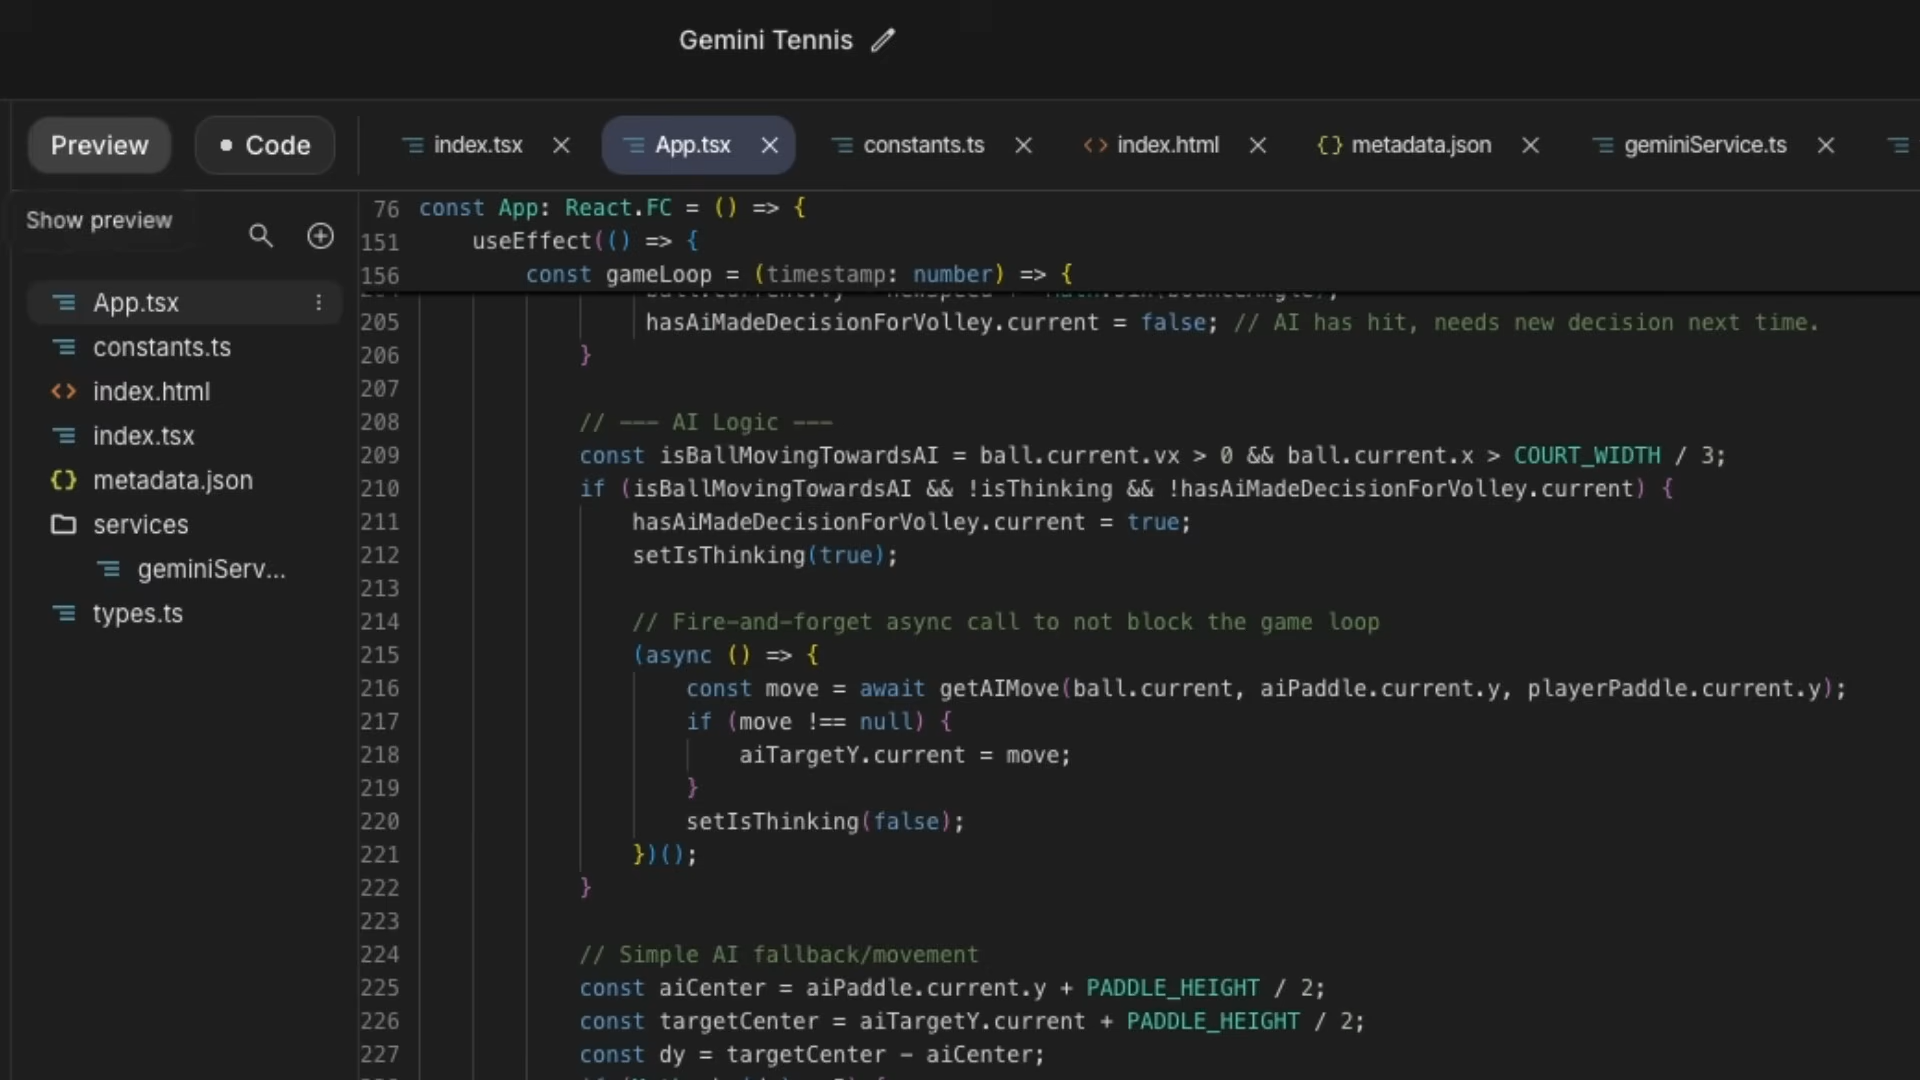 Gemini Tennis
Preview
Code
index.tsx
App.tsx
constants.ts
index.html
metadata.json
geminiService.ts
Show preview
App.tsx
constants.ts
index.html
index.tsx
metadata.json
services
geminiServ...
types.ts
76 const App: React.FC = () => {
151 useEffect(() => {
156 const gameLoop = (timestamp: number) => {
205 hasAiMadeDecisionForVolley.current = false; // AI has hit, needs new decision next time.
206 }
207
208 // --- AI Logic ---
209 const isBallMovingTowardsAI = ball.current.vx > 0 && ball.current.x > COURT_WIDTH / 3;
210 if (isBallMovingTowardsAI && !isThinking && !hasAiMadeDecisionForVolley.current) {
211 hasAiMadeDecisionForVolley.current = true;
212 setIsThinking(true);
213
214 // Fire-and-forget async call to not block the game loop
215 (async () => {
216 const move = await getAIMove(ball.current, aiPaddle.current.y, playerPaddle.current.y);
217 if (move !== null) {
218 aiTargetY.current = move;
219 }
220 setIsThinking(false);
221 })();
222 }
223
224 // Simple AI fallback/movement
225 const aiCenter = aiPaddle.current.y + PADDLE_HEIGHT / 2;
226 const targetCenter = aiTargetY.current + PADDLE_HEIGHT / 2;
227 const dy = targetCenter - aiCenter;